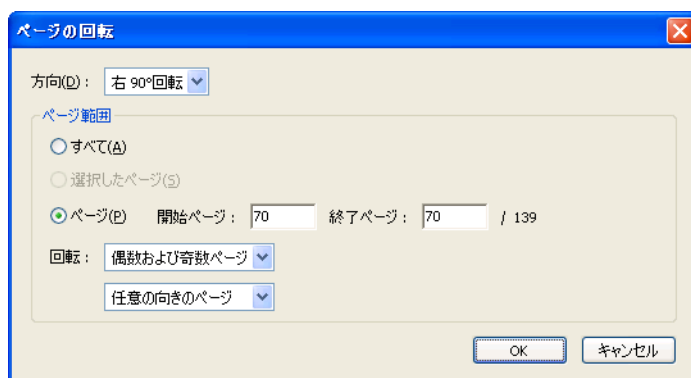 ページの回転
方向(D): 右 90°回転
ページ範囲
すべて(A)
選択したページ(S)
ページ(P) 開始ページ: 70 終了ページ: 70 / 139
回転: 偶数および奇数ページ
任意の向きのページ
OK キャンセル